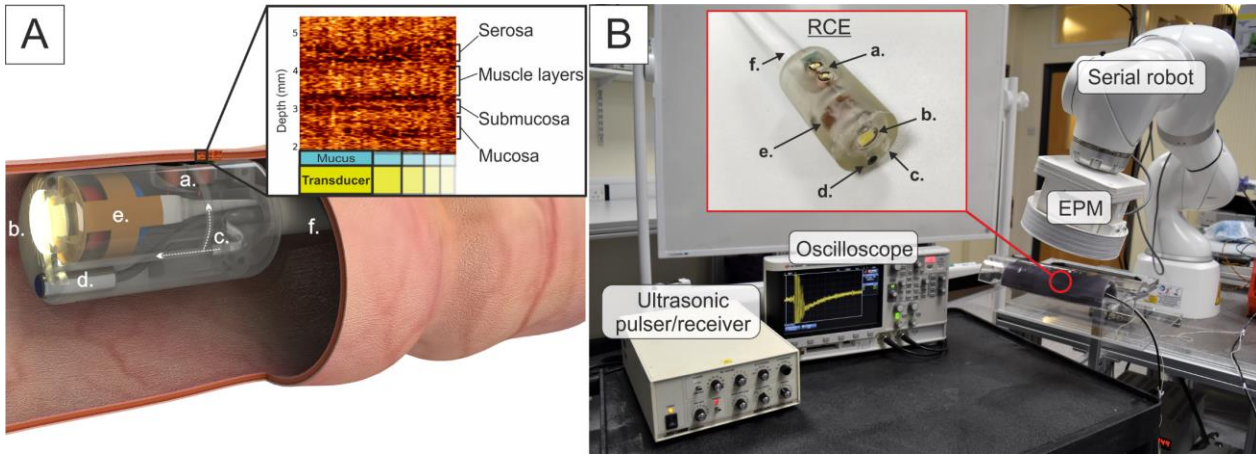 A
5
4
3
2
Depth (mm)
Serosa
Muscle layers
Submucosa
Mucosa
Mucus
Transducer
a.
b.
c.
d.
e.
f.
B
RCE
a.
b.
c.
d.
e.
f.
Serial robot
EPM
Oscilloscope
Ultrasonic
pulser/receiver